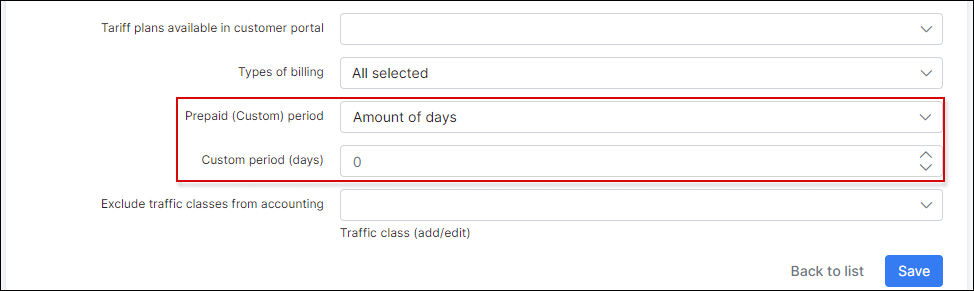 Tariff plans available in customer portal
Types of billing All selected
Prepaid (Custom) period Amount of days
Custom period (days) 0
Exclude traffic classes from accounting
Traffic class (add/edit)
Back to list Save